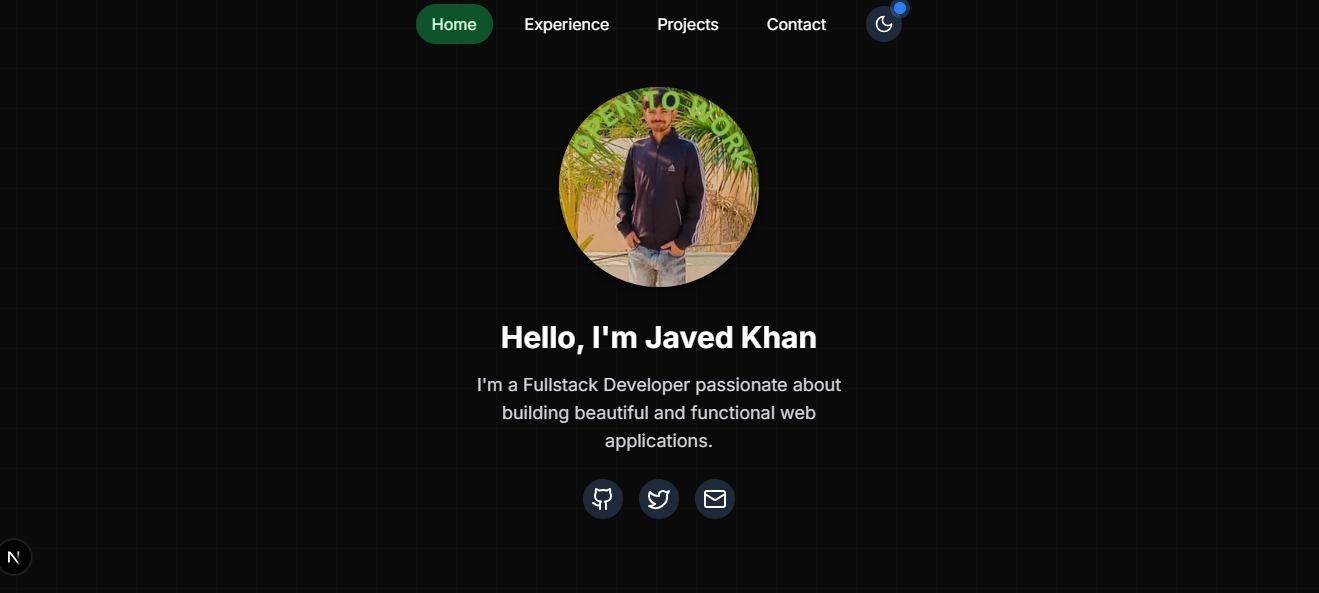 Home Experience Projects Contact
OPEN TO WORK
Hello, I'm Javed Khan
I'm a Fullstack Developer passionate about
building beautiful and functional web
applications.
N